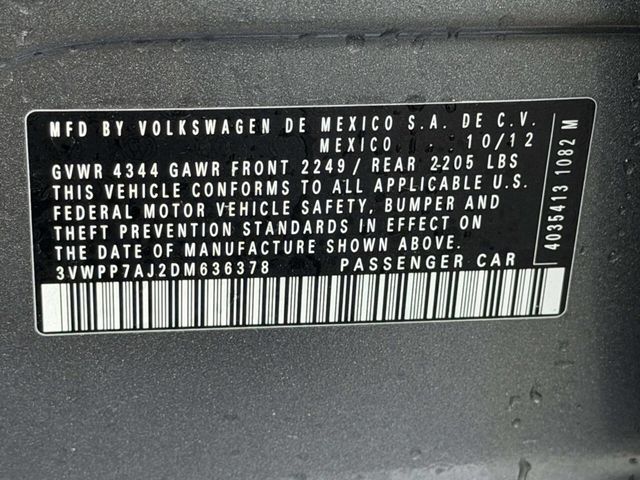 MFD BY VOLKSWAGEN DE MEXICO S.A. DE C.V.
MEXICO 10/12
GVWR 4344 GAWR FRONT 2249/ REAR 2205 LBS
THIS VEHICLE CONFORMS TO ALL APPLICABLE U.S.
FEDERAL MOTOR VEHICLE SAFETY, BUMPER AND
THEFT PREVENTION STANDARDS IN EFFECT ON
THE DATE OF MANUFACTURE SHOWN ABOVE.
3VWPP7AJ2DM636378 PASSENGER CAR
4035413 1082 M